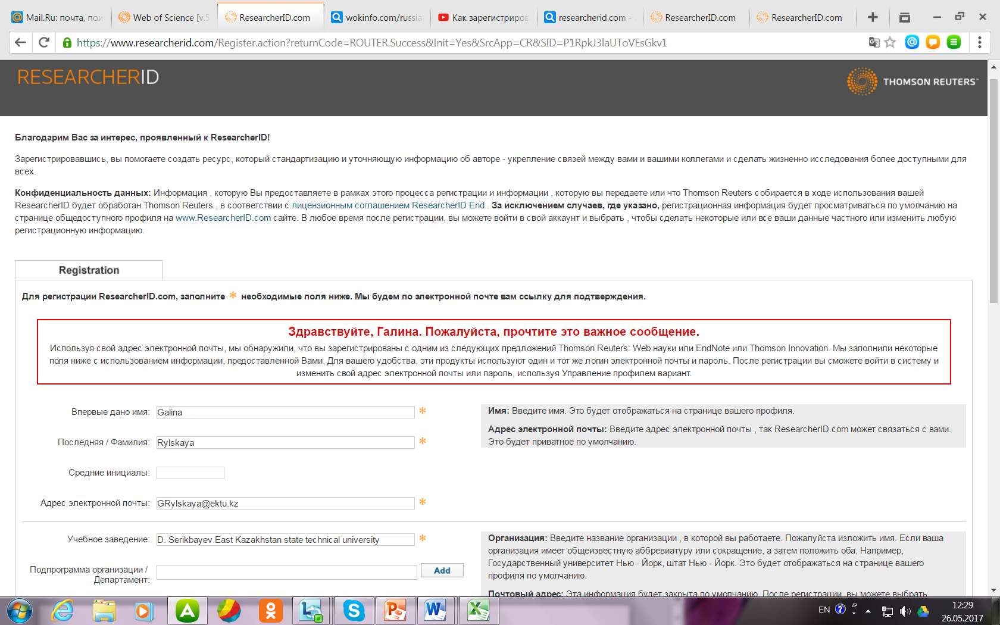 Mail.Ru: почта, пои
Web of Science [v.5
ResearcherID.com
wokinfo.com/russia
Как зарегистриров
researcherid.com -
ResearcherID.com
ResearcherID.com
https://www.researcherid.com/Register.action?returnCode=ROUTER.Success&Init=Yes&SrcApp=CR&SID=P1RpkJ3laUToVEsGkv1
RESEARCHERID
THOMSON REUTERS
Благодарим Вас за интерес, проявленный к ResearcherID!
Зарегистрировавшись, вы помогаете создать ресурс, который стандартизацию и уточняющую информацию об авторе - укрепление связей между вами и вашими коллегами и сделать жизненно исследования более доступными для
всех.
Конфиденциальность данных: Информация , которую Вы предоставляете в рамках этого процесса регистрации и информации , которую вы передаете или что Thomson Reuters собирается в ходе использования вашей
ResearcherID будет обработан Thomson Reuters , в соответствии с лицензионным соглашением ResearcherID End . За исключением случаев, где указано, регистрационная информация будет просматриваться по умолчанию на
странице общедоступного профиля на www.ResearcherID.com сайте. В любое время после регистрации, вы можете войти в свой аккаунт и выбрать , чтобы сделать некоторые или все ваши данные частного или изменить любую
регистрационную информацию.
Registration
Для регистрации ResearcherID.com, заполните * необходимые поля ниже. Мы будем по электронной почте вам ссылку для подтверждения.
Здравствуйте, Галина. Пожалуйста, прочтите это важное сообщение.
Используя свой адрес электронной почты, мы обнаружили, что вы зарегистрированы с одним из следующих предложений Thomson Reuters: Web науки или EndNote или Thomson Innovation. Мы заполнили некоторые
поля ниже с использованием информации, предоставленной Вами. Для вашего удобства, эти продукты используют один и тот же логин электронной почты и пароль. После регистрации вы сможете войти в систему и
изменить свой адрес электронной почты или пароль, используя Управление профилем вариант.
Впервые дано имя: Galina *
Последняя / Фамилия: Rylskaya *
Средние инициалы:
Адрес электронной почты: GRylskaya@ektu.kz *
Имя: Введите имя. Это будет отображаться на странице вашего профиля.
Адрес электронной почты: Введите адрес электронной почты , так ResearcherID.com может связаться с вами.
Это будет приватное по умолчанию.
Учебное заведение: D. Serikbayev East Kazakhstan state technical university *
Подпрограмма организации /
Департамент:
Add
Организация: Введите название организации , в которой вы работаете. Пожалуйста изложить имя. Если ваша
организация имеет общеизвестную аббревиатуру или сокращение, а затем положить оба. Например,
Государственный университет Нью - Йорк, штат Нью - Йорк. Это будет отображаться на странице вашего
профиля по умолчанию.
Почтовый адрес: Эта информация будет закрыта по умолчанию. После регистрации, вы можете выбрать
EN
12:29
26.05.2017